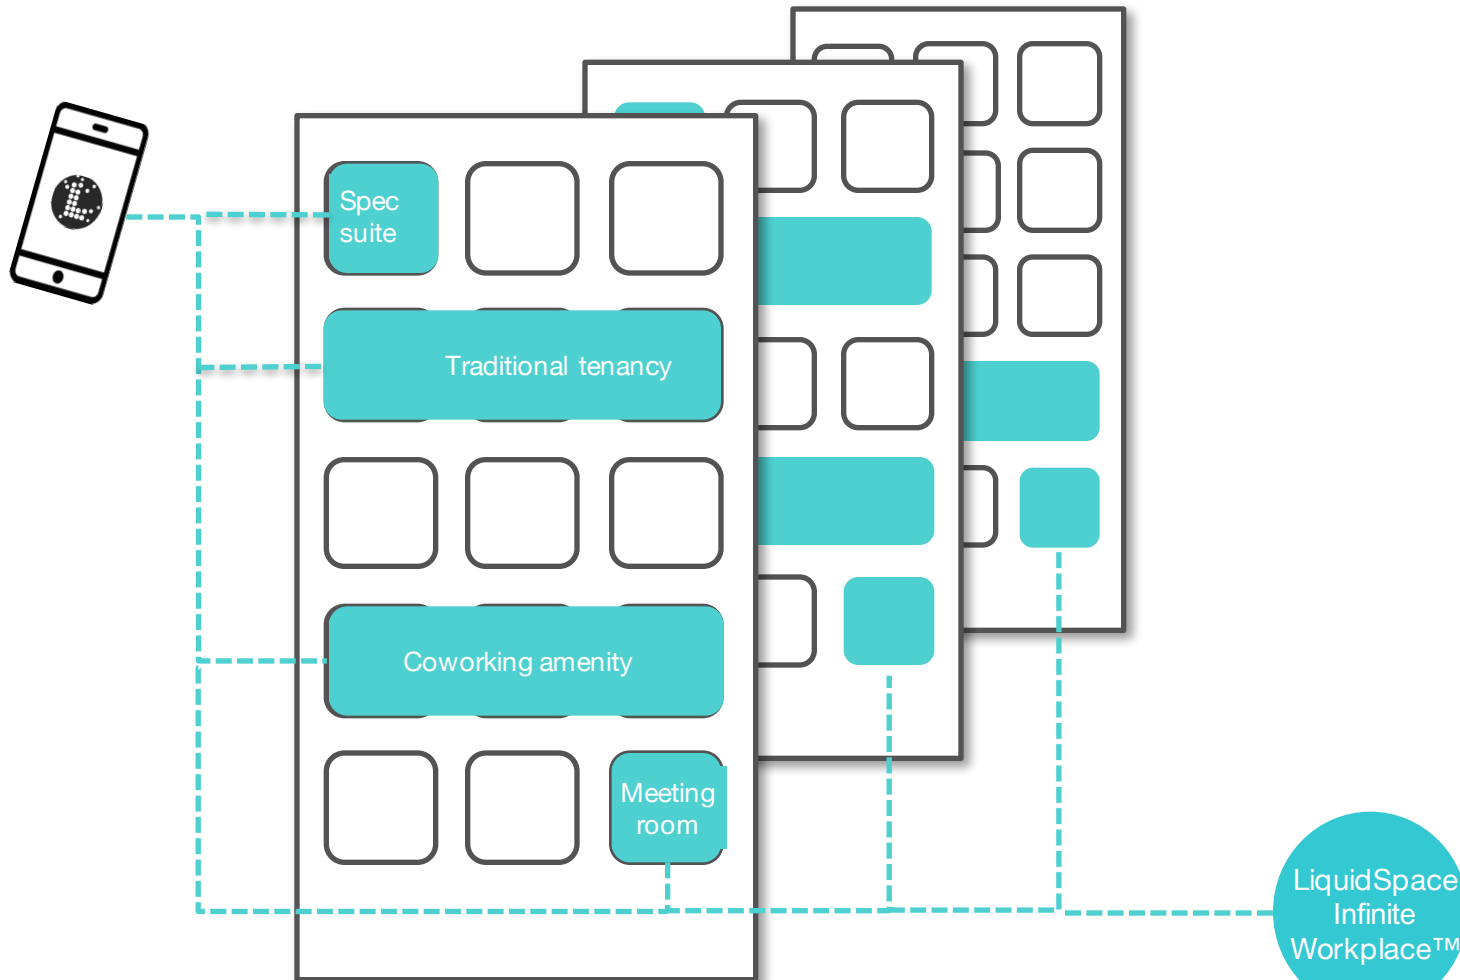 Spec
suite
Traditional tenancy
Coworking amenity
Meeting
room
LiquidSpace
Infinite
Workplace™